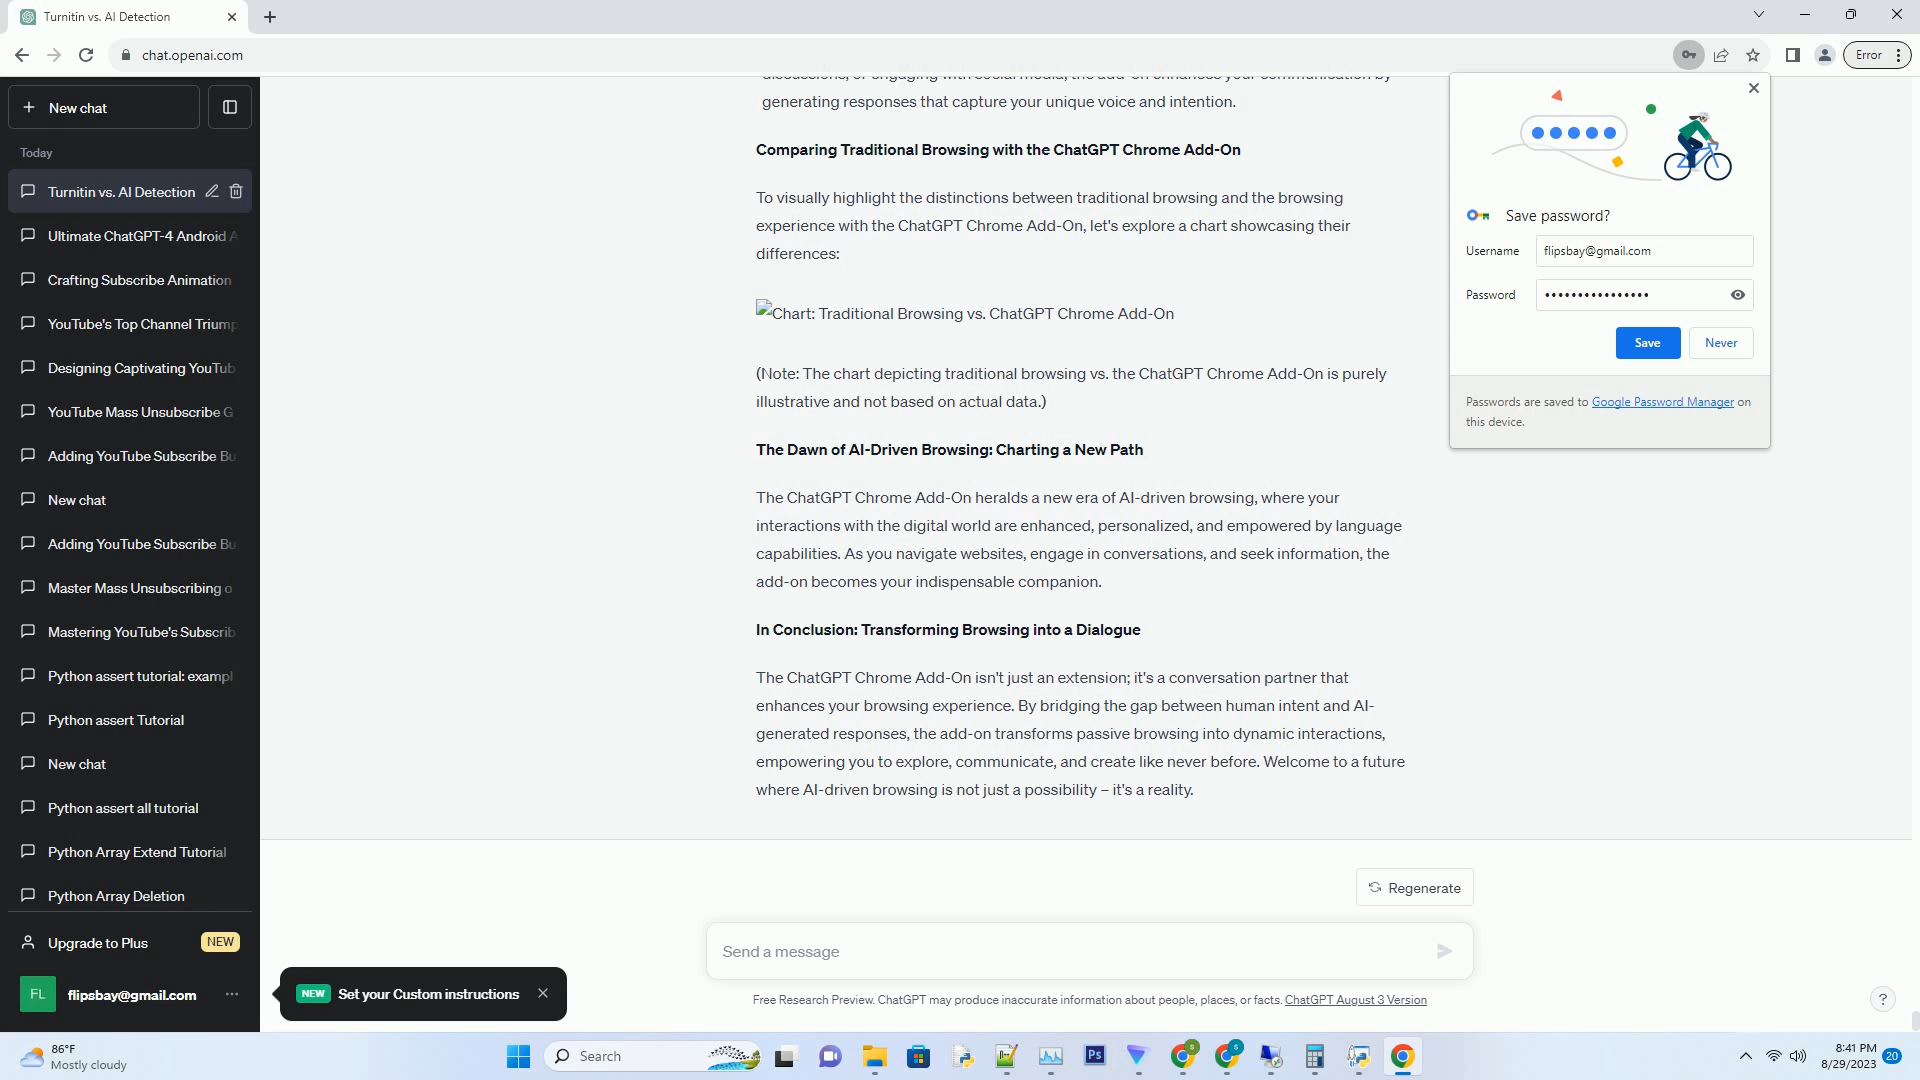 Turnitin vs. AI Detection
chat.openai.com
Error
New chat
Today
Turnitin vs. AI Detection
Ultimate ChatGPT-4 Android A
Crafting Subscribe Animation
YouTube's Top Channel Trium
Designing Captivating YouTub
YouTube Mass Unsubscribe G
Adding YouTube Subscribe Bu
New chat
Adding YouTube Subscribe Bu
Master Mass Unsubscribing o
Mastering YouTube's Subscrib
Python assert tutorial: exampl
Python assert Tutorial
New chat
Python assert all tutorial
Python Array Extend Tutorial
Python Array Deletion
Upgrade to Plus NEW
FL flipsbay@gmail.com
discussions, or engaging with social media, the add-on enhances your communication by
generating responses that capture your unique voice and intention.
Comparing Traditional Browsing with the ChatGPT Chrome Add-On
To visually highlight the distinctions between traditional browsing and the browsing
experience with the ChatGPT Chrome Add-On, let's explore a chart showcasing their
differences:
Chart: Traditional Browsing vs. ChatGPT Chrome Add-On
(Note: The chart depicting traditional browsing vs. the ChatGPT Chrome Add-On is purely
illustrative and not based on actual data.)
The Dawn of AI-Driven Browsing: Charting a New Path
The ChatGPT Chrome Add-On heralds a new era of AI-driven browsing, where your
interactions with the digital world are enhanced, personalized, and empowered by language
capabilities. As you navigate websites, engage in conversations, and seek information, the
add-on becomes your indispensable companion.
In Conclusion: Transforming Browsing into a Dialogue
The ChatGPT Chrome Add-On isn't just an extension; it's a conversation partner that
enhances your browsing experience. By bridging the gap between human intent and AI-
generated responses, the add-on transforms passive browsing into dynamic interactions,
empowering you to explore, communicate, and create like never before. Welcome to a future
where AI-driven browsing is not just a possibility – it's a reality.
Regenerate
Send a message
NEW Set your Custom instructions
Free Research Preview. ChatGPT may produce inaccurate information about people, places, or facts. ChatGPT August 3 Version
?
Save password?
Username flipsbay@gmail.com
Password ••••••••••••••••
Save Never
Passwords are saved to Google Password Manager on
this device.
86°F
Mostly cloudy
Search
Ps
S
S
8:41 PM
8/29/2023
20